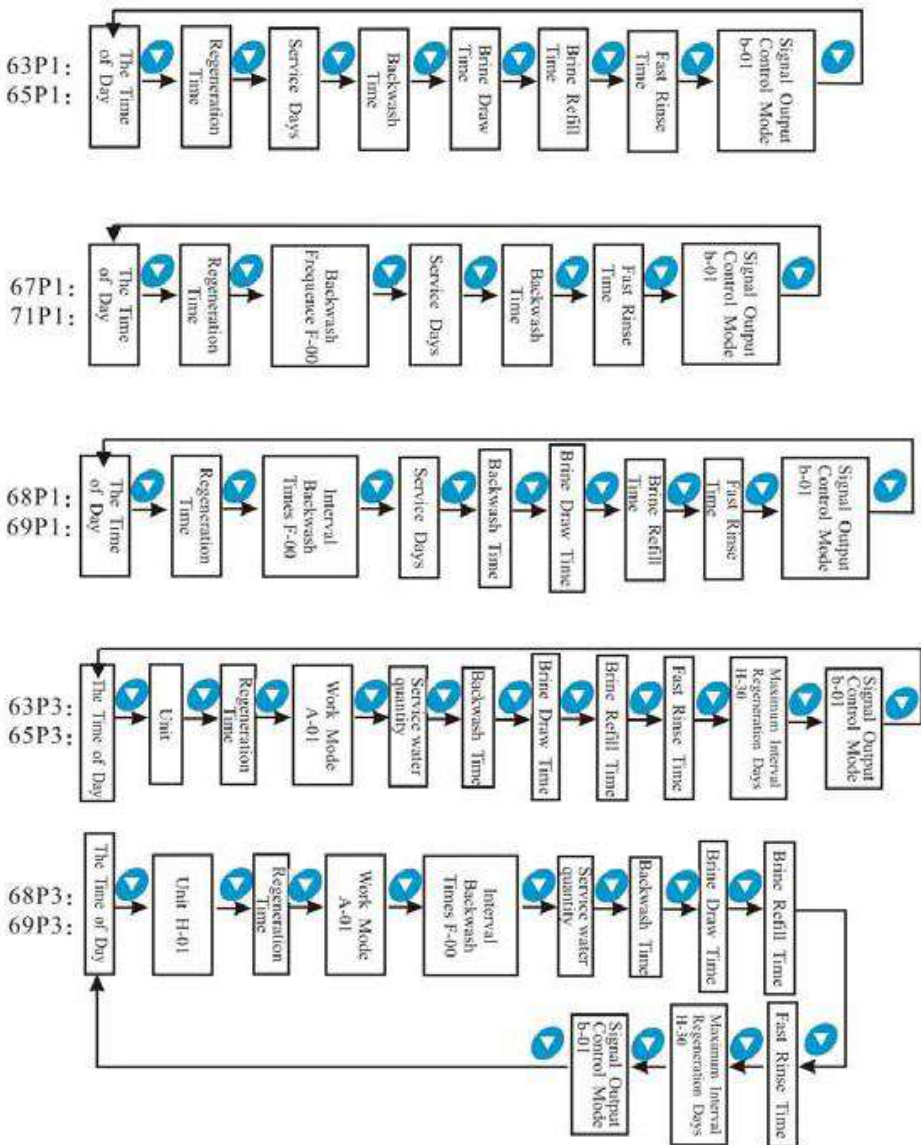 63P1:
65P1:
The Time
of Day
Regeneration
Time
Service Days
Backwash
Time
Brine Draw
Time
Brine Refill
Time
Fast Rinse
Time
Signal Output
Control Mode
b-01
67P1:
71P1:
The Time
of Day
Regeneration
Time
Backwash
Frequence F-00
Service Days
Backwash
Time
Fast Rinse
Time
Signal Output
Control Mode
b-01
68P1:
69P1:
The Time
of Day
Regeneration
Time
Interval
Backwash
Times F-00
Service Days
Backwash Time
Brine Draw Time
Brine Refill
Time
Fast Rinse
Time
Signal Output
Control Mode
b-01
63P3:
65P3:
The Time of Day
Unit
Regeneration
Time
Work Mode
A-01
Service water
quantity
Backwash Time
Brine Draw Time
Brine Refill Time
Fast Rinse Time
Maximum Interval
Regeneration Days
H-30
Signal Output
Control Mode
b-01
68P3:
69P3:
The Time of Day
Unit H-01
Regeneration
Time
Work Mode
A-01
Interval
Backwash
Times F-00
Service water
quantity
Backwash Time
Brine Draw Time
Brine Refill Time
Fast Rinse Time
Maximum Interval
Regeneration Days
H-30
Signal Output
Control Mode
b-01